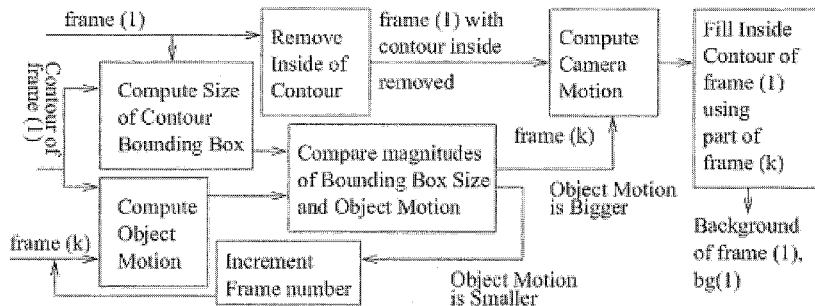 frame (1)
Remove
Inside of
Contour
frame (1) with
contour inside
removed
Compute
Camera
Motion
Fill Inside
Contour of
frame (1)
using
part of
frame (k)
Contour of
frame (1)
Compute Size
of Contour
Bounding Box
Compare magnitudes
of Bounding Box Size
and Object Motion
frame (k)
Object Motion
is Bigger
Compute
Object
Motion
frame (k)
Increment
Frame number
Object Motion
is Smaller
Background
of frame (1),
bg(1)